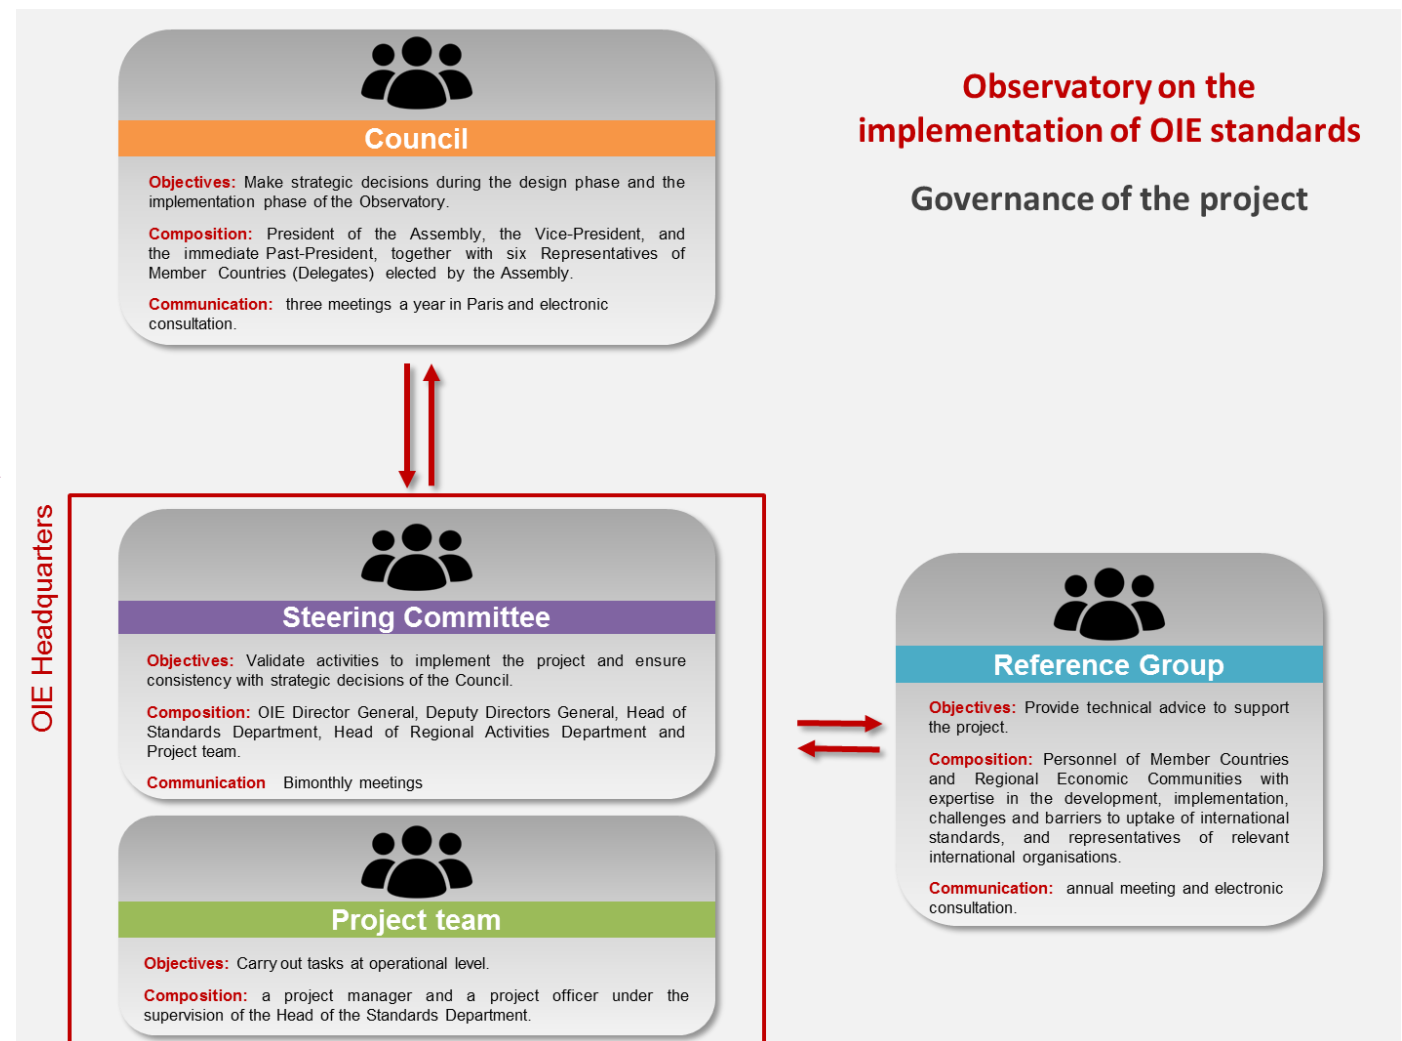 Observatory on the
implementation of OIE standards
Governance of the project
Council
Objectives: Make strategic decisions during the design phase and the
implementation phase of the Observatory.
Composition: President of the Assembly, the Vice-President, and
the immediate Past-President, together with six Representatives of
Member Countries (Delegates) elected by the Assembly.
Communication: three meetings a year in Paris and electronic
consultation.
OIE Headquarters
Steering Committee
Objectives: Validate activities to implement the project and ensure
consistency with strategic decisions of the Council.
Composition: OIE Director General, Deputy Directors General, Head of
Standards Department, Head of Regional Activities Department and
Project team.
Communication Bimonthly meetings
Project team
Objectives: Carry out tasks at operational level.
Composition: a project manager and a project officer under the
supervision of the Head of the Standards Department.
Reference Group
Objectives: Provide technical advice to support
the project.
Composition: Personnel of Member Countries
and Regional Economic Communities with
expertise in the development, implementation,
challenges and barriers to uptake of international
standards, and representatives of relevant
international organisations.
Communication: annual meeting and electronic
consultation.